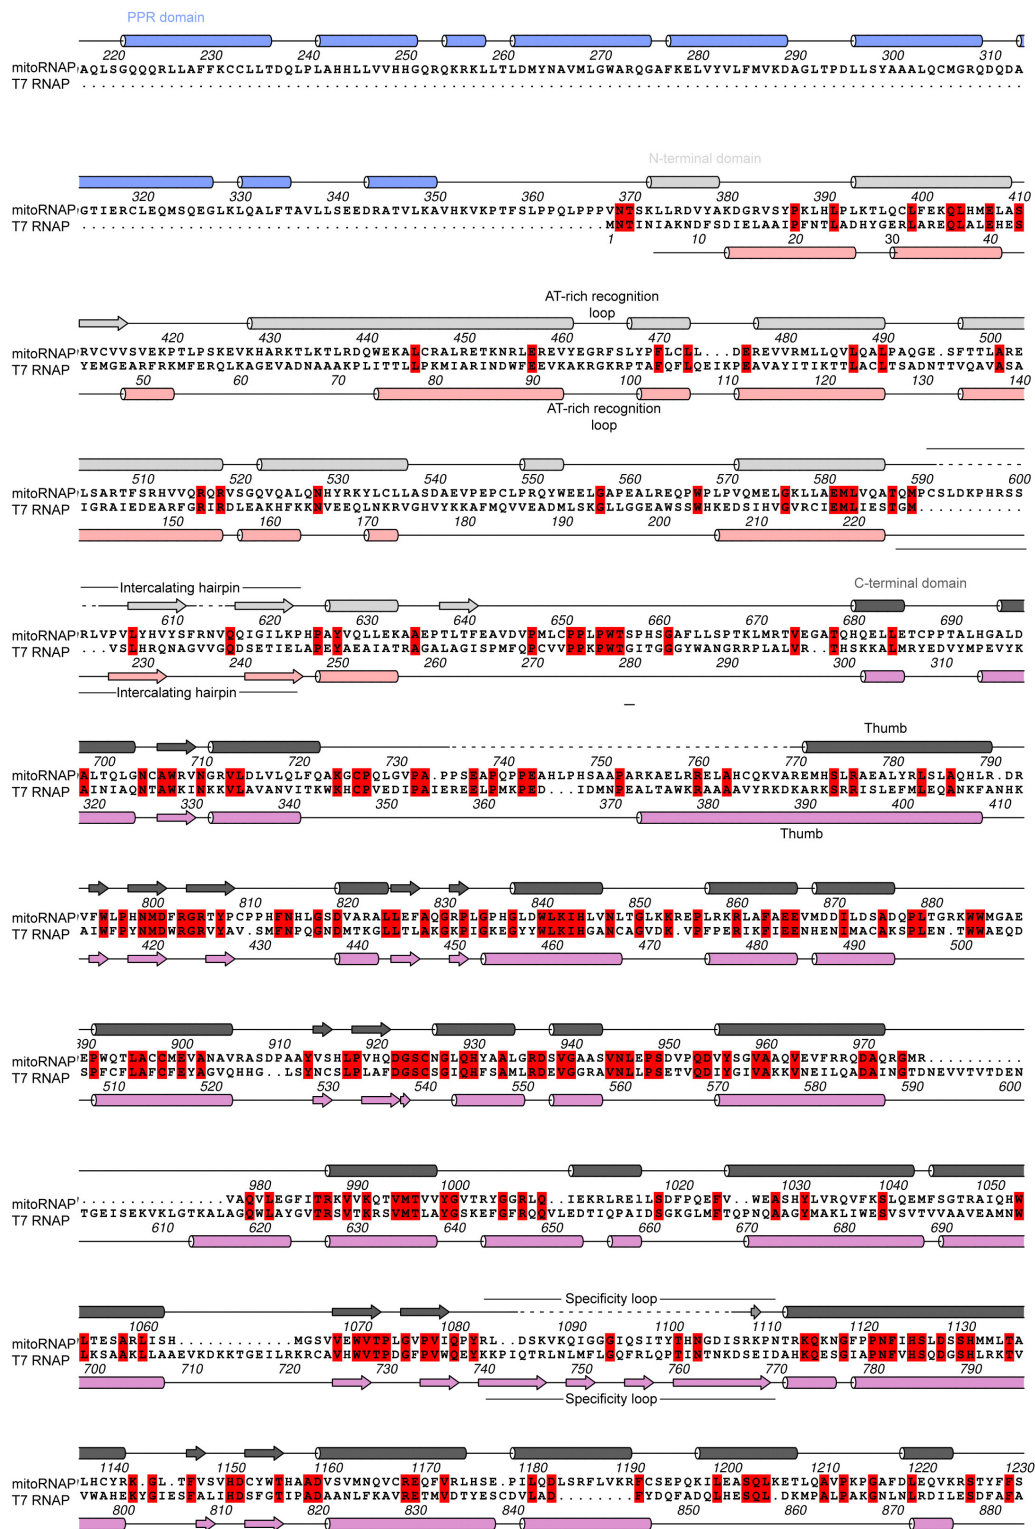 PPR domain
220 230 240 250 260 270 280 290 300 310
mitoRNAP AQLSGQQQRLLAFFKCCLLTDQLPLAHHLLVVHHGQRQKRKLLTLDMYNAVMLGWARQGAFKELVYVLFMVKDAGLTPDLLSYAAALQCMGRQDQDA
T7 RNAP .................................................................................................
N-terminal domain
320 330 340 350 360 370 380 390 400 410
mitoRNAP GTIERCLEQMSQEGLKLQALFTAVLLSEEDRATVLKAVHKVKPTFSLPPQLPPPVNTSKLLRDVYAKDGRVSYPKLHLPLKTLQCLFEKQLHMELAS
T7 RNAP ......................................................MNTINIAKNDFSDIELAAIPFNTLADHYGERLAREQLALEHES
1 10 20 30 40
AT-rich recognition
loop
420 430 440 450 460 470 480 490 500
mitoRNAP RVCVVSVEKPTLPSKEVKHARKTLKTLRDQWEKALCRALRETKNRLEREVYEGRFSLYPFLCLL...DEREVVRMLLQVLQALPAQGE.SFTTLARE
T7 RNAP YEMGEARFRKMFERQLKAGEVADNAAAKPLITTLLPKMIARINDWFEEVKAKRGKRPTAFQFLQEIKPEAVAYITIKTTLACLTSADNTTVQAVASA
50 60 70 80 90 100 110 120 130 140
AT-rich recognition
loop
510 520 530 540 550 560 570 580 590 600
mitoRNAP LSARTFSRHVVQRQRVSGQVQALQNHYRKYLCLLASDAEVPEPCLPRQYWEELGAPEALREQPWPLPVQMELGKLLAEMLVQATQMPCSLDKPHRSS
T7 RNAP IGRAIEDEARFGRIRDLEAKHFKKNVEEQLNKRVGHVYKKAFMQVVEADMLSKGLLGGEAWSSWHKEDSIHVGVRCIEMLIESTGM...........
150 160 170 180 190 200 210 220
Intercalating hairpin
C-terminal domain
610 620 630 640 650 660 670 680 690
mitoRNAP RLVPVLYHVYSFRNVQQIGILKPHPAYVQLLEKAAEPTLTFEAVDVPMLCPPLPWTSPHSGAFLLSPTKLMRTVEGATQHQELLETCPPTALHGALD
T7 RNAP ...VSLHRQNAGVVGQDSETIELAPEYAEAIATRAGALAGISPMFQPCVVPPKPWTGITGGGYWANGRRPLALVR..THSKKALMRYEDVYMPEVYK
230 240 250 260 270 280 290 300 310
Intercalating hairpin
Thumb
700 710 720 730 740 750 760 770 780 790
mitoRNAP ALTQLGNCAWRVNGRVLDLVLQLFQAKGCPQLGVPA.PPSEAPQPPEAHLPHSAAPARKAELRRELAHCQKVAREMHSLRAEALYRLSLAQHLR.DR
T7 RNAP AINIAQNTAWKINKKVLAVANVITKWKHCPVEDIPAIEREELPMKPED...IDMNPEALTAWKRAAAAVYRKDKARKSRRISLEFMLEQANKFANHK
320 330 340 350 360 370 380 390 400 410
Thumb
800 810 820 830 840 850 860 870 880
mitoRNAP VFWLPHNMDFRGRTYPCPPHFNHLGSDVARALLEFAQGRPLGPHGLDWLKIHLVNLTGLKKREPLRKRLAFAEEVMDDILDSADQPLTGRKWWMGAE
T7 RNAP AIWFPYNMDWRGRVYAV.SMFNPQGNDMTKGLLTLAKGKPIGKEGYYWLKIHGANCAGVDK.VPFPERIKFIEENHENIMACAKSPLEN.TWWAEQD
420 430 440 450 460 470 480 490 500
890 900 910 920 930 940 950 960 970
mitoRNAP EPWQTLACCMEVANAVRASDPAAYVSHLPVHQDGSCNGLQHYAALGRDSVGAASVNLEPSDVPQDVYSGVAAQVEVFRRQDAQRGMR..........
T7 RNAP SPFCFLAFCFEYAGVQHHG.LSYNCSLPLAFDGSCSGIQHFSAMLRDEVGGRAVNLLPSETVQDIYGIVAKKVNEILQADAINGTDNEVVTVTDEN
510 520 530 540 550 560 570 580 590 600
980 990 1000 1020 1030 1040 1050
mitoRNAP ...............VAQVLEGFITRKVVKQTVMTVVYGVTRYGGRLQ..IEKRLRElLSDFPQEFV..WEASHYLVRQVFKSLQEMFSGTRAIQHW
T7 RNAP TGEISEKVKLGTKALAGQWLAYGVTRSVTKRSVMTLAYGSKEFGFRQQVLEDTIQPAIDSGKGLMFTQPNQAAGYMAKLIWESVSVTVVAAVEAMNW
610 620 630 640 650 660 670 680 690
Specificity loop
1060 1070 1080 1090 1100 1110 1120 1130
mitoRNAP LTESARLISH............MGSVVEWVTPLGVPVIQPYRL..DSKVKQIGGGIQSITYTHNGDISRKPNTRKQKNGFPPNFIHSLDSSHMMLTA
T7 RNAP LKSAAKLLAAEVKDKKTGEILRKRCAVHWVTPDGFPVWQEYKKPIQTRLNLMFLGQFRLQPTINTNKDSEIDAHKQESGIAPNFVHSQDGSHLRKTV
700 710 720 730 740 750 760 770 780 790
Specificity loop
1140 1150 1160 1170 1180 1190 1200 1210 1220 1230
mitoRNAP LHCYRK.GL.TFVSVHDCYWTHAADVSVMNQVCREQFVRLHSE.PILQDLSRFLVKRFCSEPQKILEASQLKETLQAVPKPGAFDLEQVKRSTYFFS
T7 RNAP VWAHEKYGIESFALIHDSFGTIPADAANLFKAVRETMVDTYESCDVLAD........FYDQFADQLHESQL.DKMPALPAKGNLNLRDILESDFAFA
800 810 820 830 840 850 860 870 880